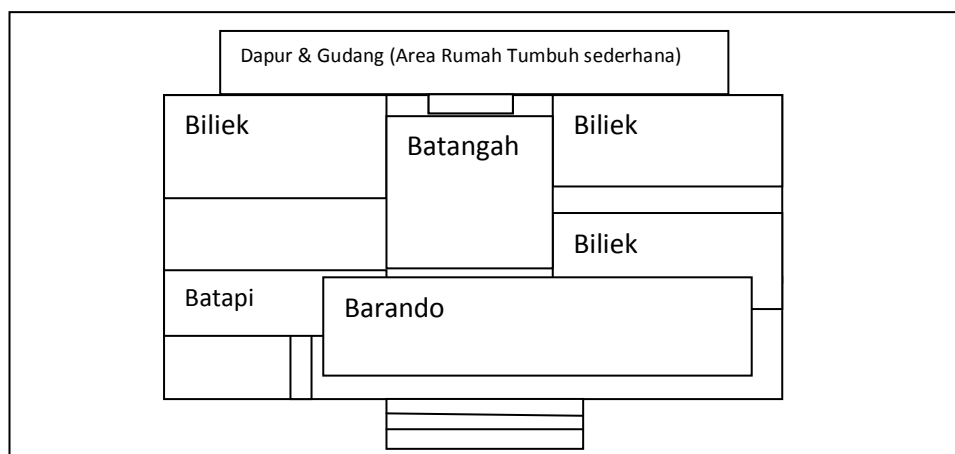 Dapur & Gudang (Area Rumah Tumbuh sederhana)
Biliek
Batangah
Biliek
Biliek
Batapi
Barando